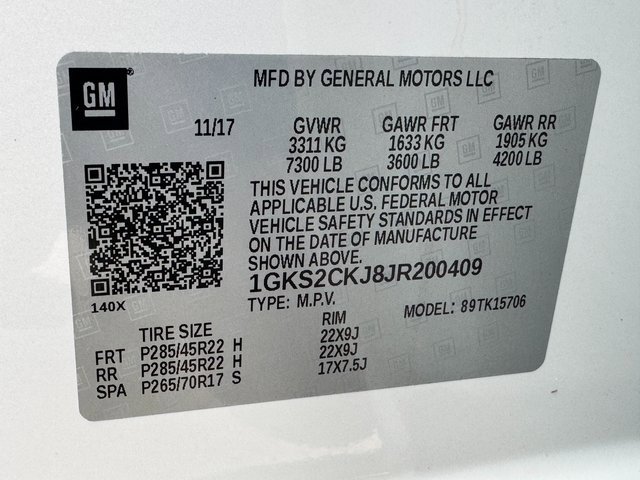 GM ®
MFD BY GENERAL MOTORS LLC
11/17 GVWR GAWR FRT GAWR RR
3311 KG 1633 KG 1905 KG
7300 LB 3600 LB 4200 LB
THIS VEHICLE CONFORMS TO ALL
APPLICABLE U.S. FEDERAL MOTOR
VEHICLE SAFETY STANDARDS IN EFFECT
ON THE DATE OF MANUFACTURE
SHOWN ABOVE.
1GKS2CKJ8JR200409
140X TYPE: M.P.V. MODEL: 89TK15706
TIRE SIZE RIM
FRT P285/45R22 H 22X9J
RR P285/45R22 H 22X9J
SPA P265/70R17 S 17X7.5J